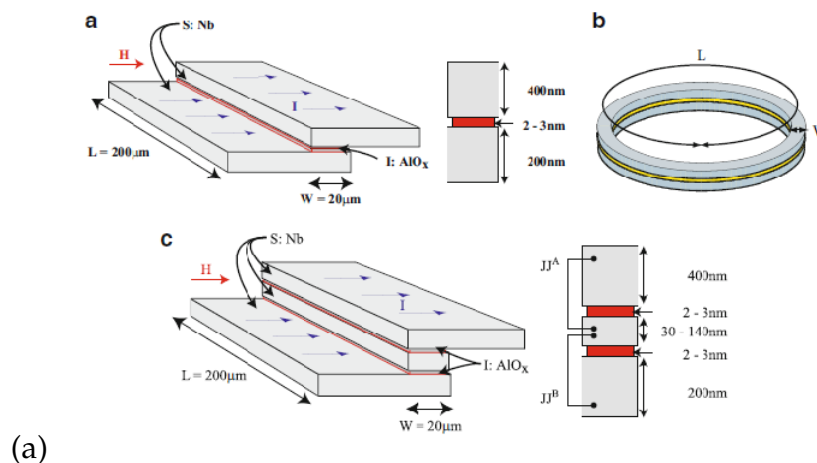 a
S: Nb
H
I
L = 200µm
I: AlOx
W = 20µm
400nm
2 - 3nm
200nm
b
L
c
S: Nb
H
I
L = 200µm
I: AlOx
W = 20µm
JJA
JJB
400nm
2 - 3nm
30 - 140nm
2 - 3nm
200nm
(a)